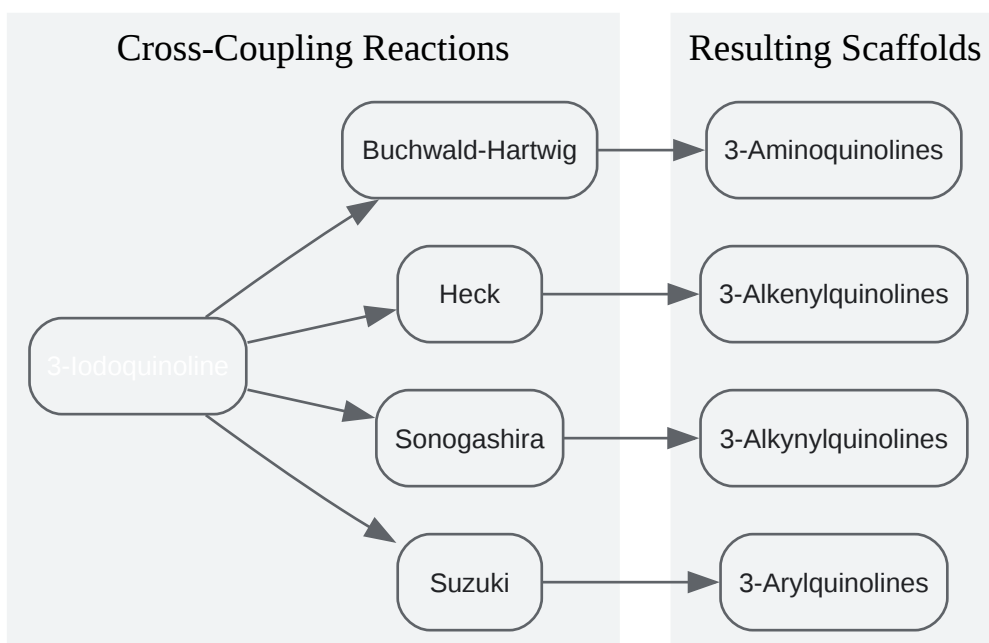 Cross-Coupling Reactions
Resulting Scaffolds
Buchwald-Hartwig
3-Aminoquinolines
Heck
3-Alkenylquinolines
3-Iodoquinoline
Sonogashira
3-Alkynylquinolines
Suzuki
3-Arylquinolines